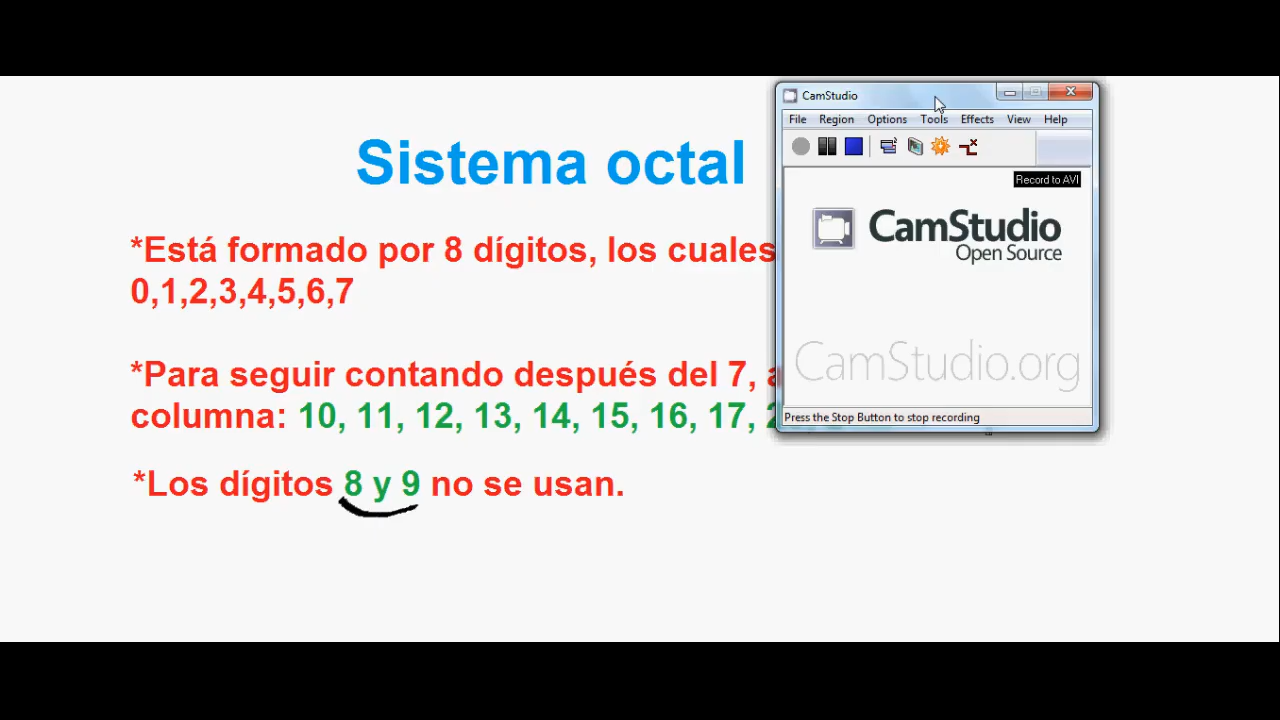 Sistema octal
*Está formado por 8 dígitos, los cuales
0,1,2,3,4,5,6,7
*Para seguir contando después del 7,
columna: 10, 11, 12, 13, 14, 15, 16, 17,
*Los dígitos 8 y 9 no se usan.
CamStudio
File Region Options Tools Effects View Help
Record to AVI
CamStudio
Open Source
CamStudio.org
Press the Stop Button to stop recording